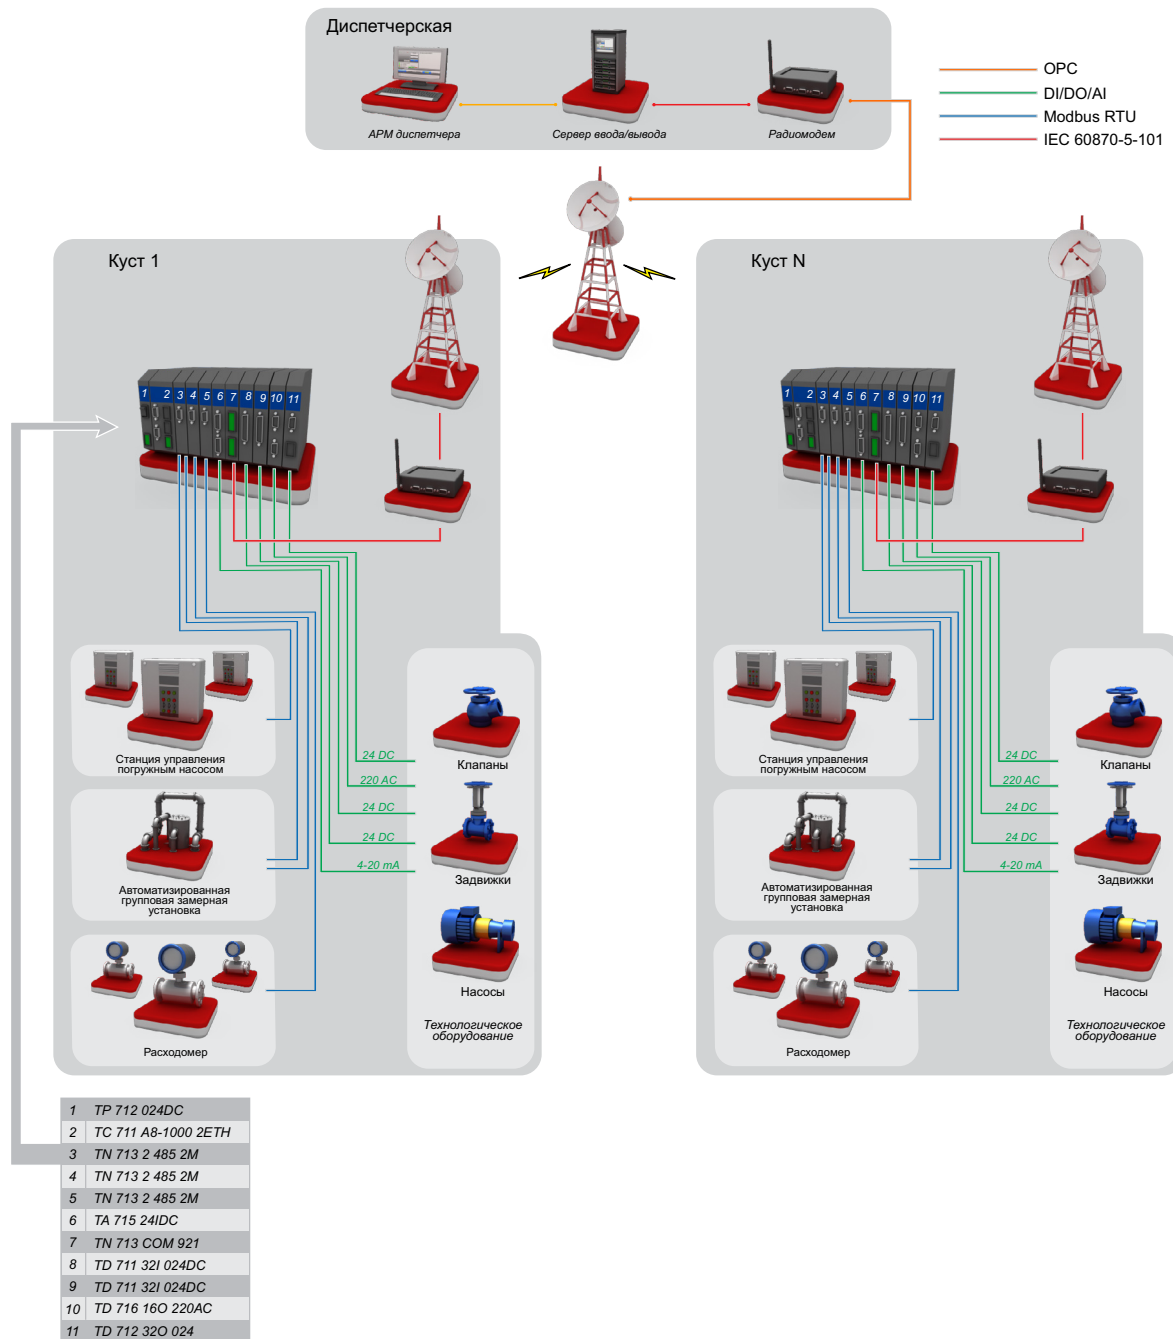 Диспетчерская
АРМ диспетчера
Сервер ввода/вывода
Радиомодем
OPC
DI/DO/AI
Modbus RTU
IEC 60870-5-101
Куст 1
1 2 3 4 5 6 7 8 9 10 11
24 DC
220 AC
24 DC
24 DC
4-20 mA
Станция управления
погружным насосом
Автоматизированная
групповая замерная
установка
Расходомер
Клапаны
Задвижки
Насосы
Технологическое
оборудование
Куст N
1 2 3 4 5 6 7 8 9 10 11
24 DC
220 AC
24 DC
24 DC
4-20 mA
Станция управления
погружным насосом
Автоматизированная
групповая замерная
установка
Расходомер
Клапаны
Задвижки
Насосы
Технологическое
оборудование
1 TP 712 024DC
2 TC 711 A8-1000 2ETH
3 TN 713 2 485 2M
4 TN 713 2 485 2M
5 TN 713 2 485 2M
6 TA 715 24IDC
7 TN 713 COM 921
8 TD 711 32I 024DC
9 TD 711 32I 024DC
10 TD 716 16O 220AC
11 TD 712 32O 024